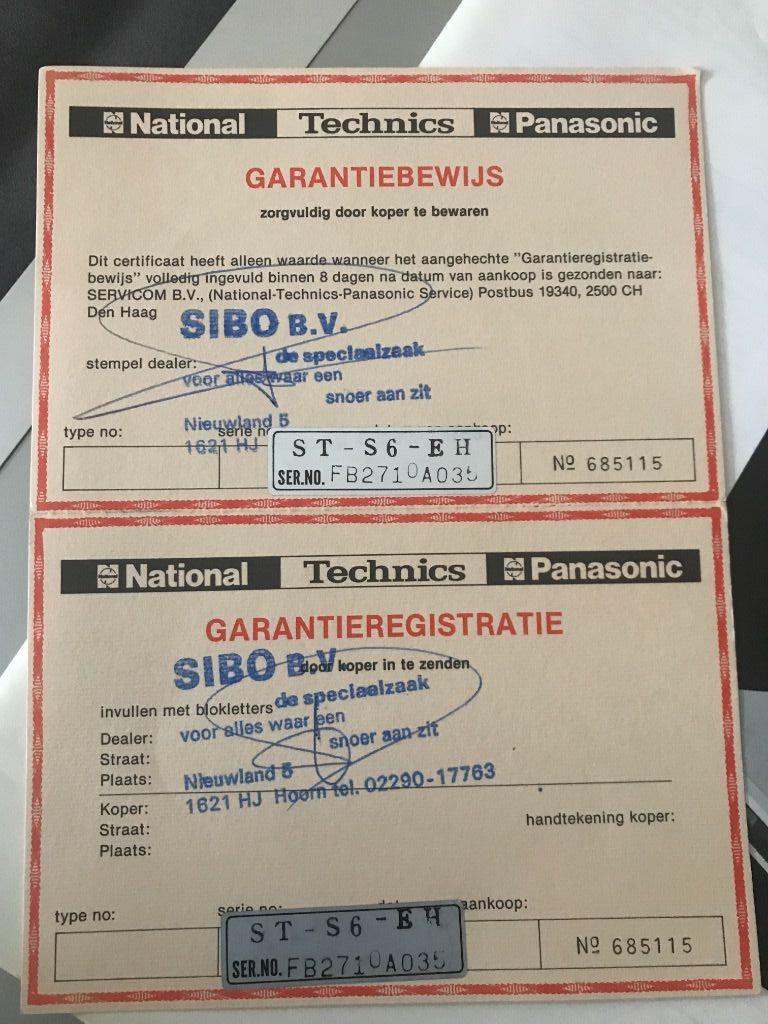 National Technics Panasonic
GARANTIEBEWIJS
zorgvuldig door koper te bewaren
Dit certificaat heeft alleen waarde wanneer het aangehechte "Garantieregistratie-
bewijs" volledig ingevuld binnen 8 dagen na datum van aankoop is gezonden naar:
SERVICOM B.V., (National-Technics-Panasonic Service) Postbus 19340, 2500 CH
Den Haag
SIBO B.V.
de speciaalzaak
stempel dealer:
voor alles waar een
snoer aan zit
Nieuwland 5
type no: serie
1621 HJ
ST-S6-EH
SER.NO. FB2710A035
Nº 685115
National Technics Panasonic
GARANTIEREGISTRATIE
SIBO B.V.
door koper in te zenden
de speciaalzaak
invullen met blokletters
voor alles waar een
Dealer:
snoer aan zit
Straat:
Plaats:
Nieuwland 5
1621 HJ Hoorn tel. 02290-17763
Koper:
handtekening koper:
Straat:
Plaats:
type no: serie no: aankoop:
ST-S6-EH
SER.NO. FB2710A035
Nº 685115